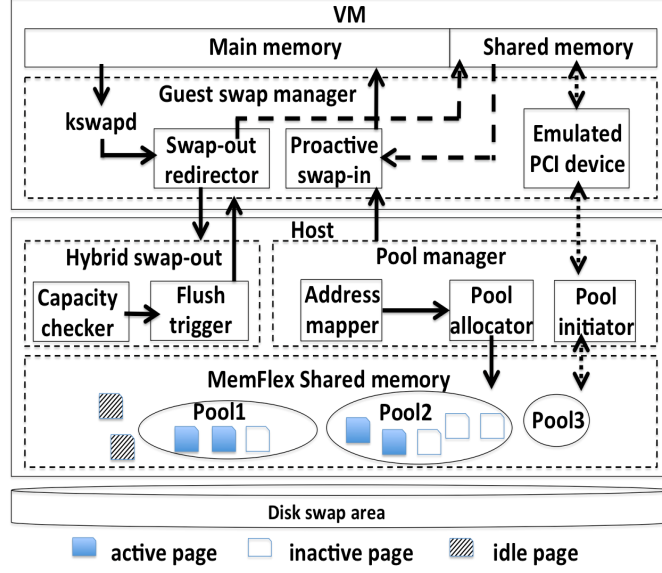 VM
Main memory
Shared memory
Guest swap manager
kswapd
Swap-out
redirector
Proactive
swap-in
Emulated
PCI device
Host
Hybrid swap-out
Pool manager
Capacity
checker
Flush
trigger
Address
mapper
Pool
allocator
Pool
initiator
MemFlex Shared memory
Pool1
Pool2
Pool3
Disk swap area
active page
inactive page
idle page